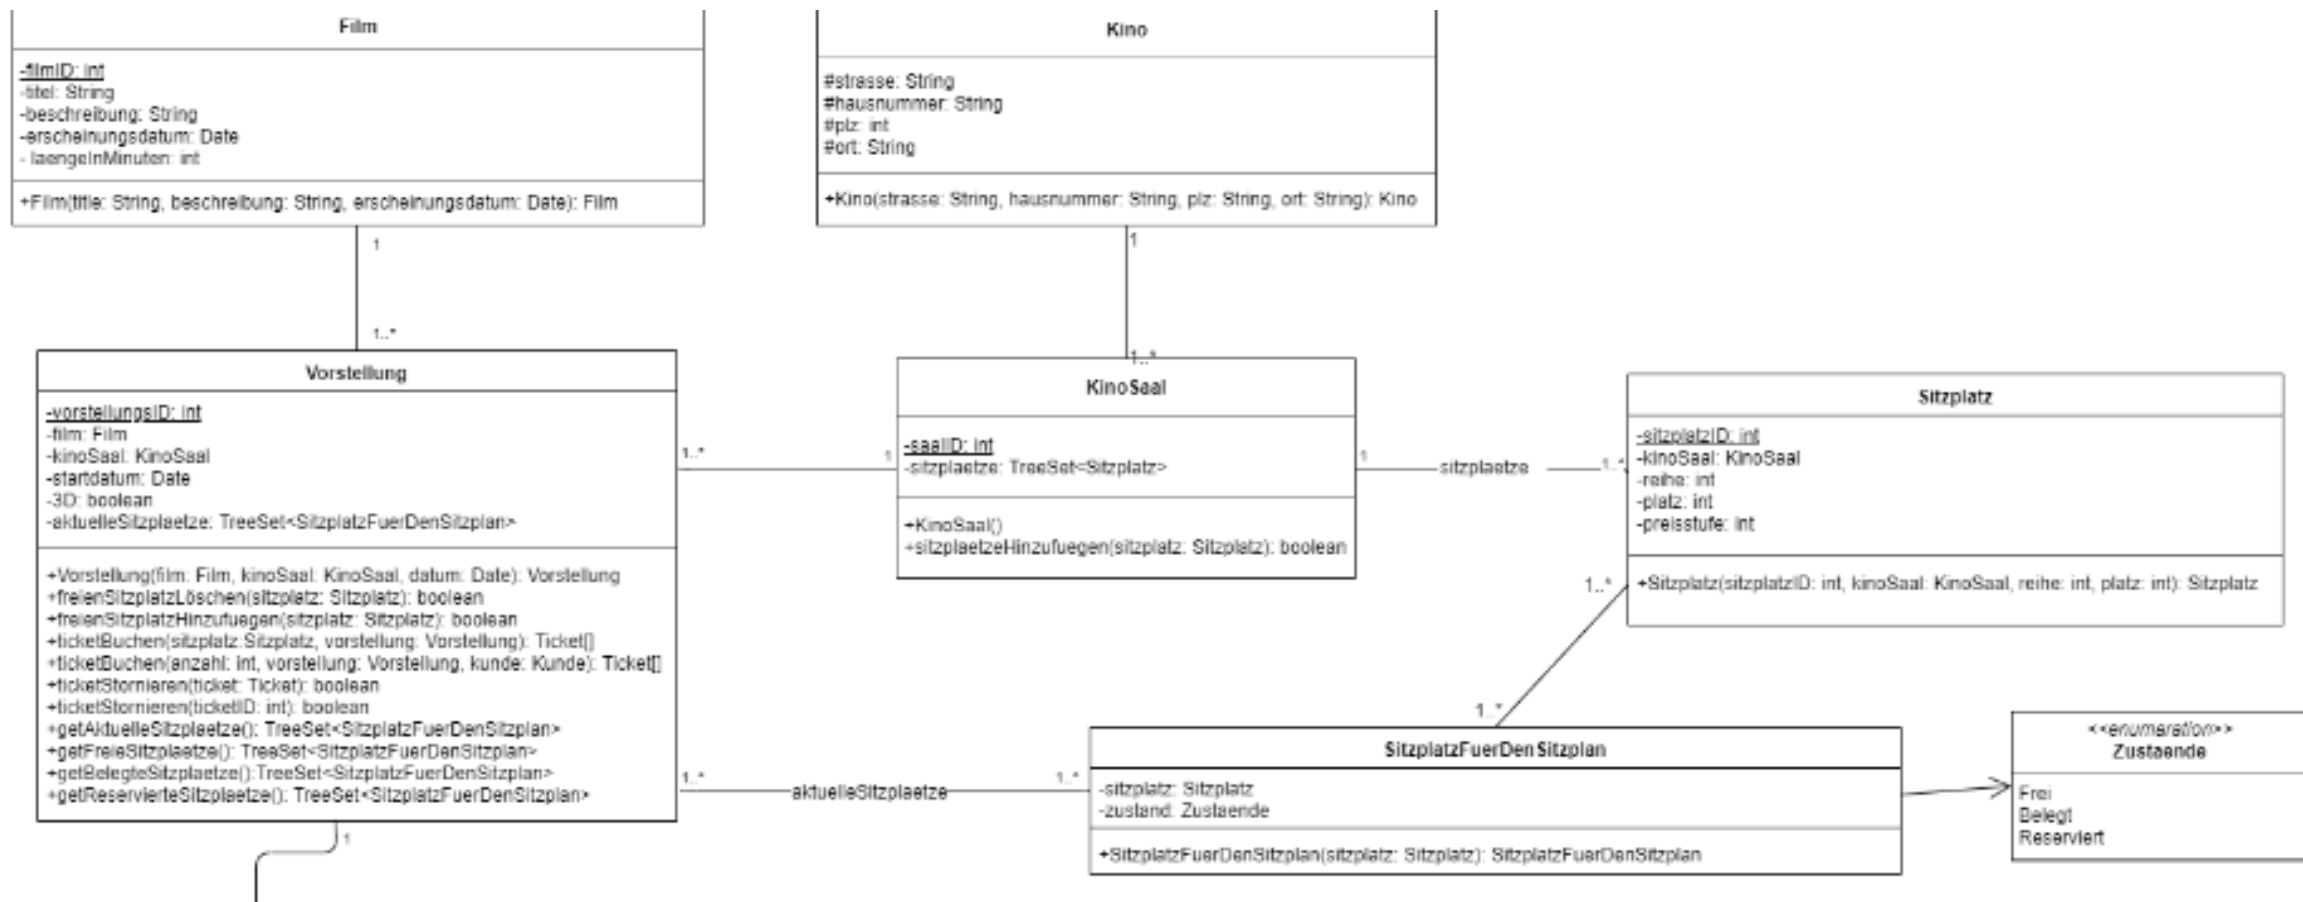 Film
-filmID: int
-titel: String
-beschreibung: String
-erscheinungsdatum: Date
- laengeInMinuten: int
+Film(title: String, beschreibung: String, erscheinungsdatum: Date): Film
1
1..*
Kino
#strasse: String
#hausnummer: String
#plz: int
#ort: String
+Kino(strasse: String, hausnummer: String, plz: String, ort: String): Kino
1
1..*
Vorstellung
-vorstellungsID: int
-film: Film
-kinoSaal: KinoSaal
-startdatum: Date
-3D: boolean
-aktuelleSitzplaetze: TreeSet<SitzplatzFuerDenSitzplan>
+Vorstellung(film: Film, kinoSaal: KinoSaal, datum: Date): Vorstellung
+freienSitzplatzLöschen(sitzplatz: Sitzplatz): boolean
+freienSitzplatzHinzufuegen(sitzplatz: Sitzplatz): boolean
+ticketBuchen(sitzplatz:Sitzplatz, vorstellung: Vorstellung): Ticket[]
+ticketBuchen(anzahl: int, vorstellung: Vorstellung, kunde: Kunde): Ticket[]
+ticketStornieren(ticket: Ticket): boolean
+ticketStornieren(ticketID: int): boolean
+getAktuelleSitzplaetze(): TreeSet<SitzplatzFuerDenSitzplan>
+getFreieSitzplaetze(): TreeSet<SitzplatzFuerDenSitzplan>
+getBelegteSitzplaetze():TreeSet<SitzplatzFuerDenSitzplan>
+getReservierteSitzplaetze(): TreeSet<SitzplatzFuerDenSitzplan>
1
1..*
1
KinoSaal
-saalID: int
-sitzplaetze: TreeSet<Sitzplatz>
+KinoSaal()
+sitzplaetzeHinzufuegen(sitzplatz: Sitzplatz): boolean
1
sitzplaetze
1..*
Sitzplatz
-sitzplatzID: int
-kinoSaal: KinoSaal
-reihe: int
-platz: int
-preisstufe: int
+Sitzplatz(sitzplatzID: int, kinoSaal: KinoSaal, reihe: int, platz: int): Sitzplatz
1..*
1..*
1..*
aktuelleSitzplaetze
1..*
SitzplatzFuerDenSitzplan
-sitzplatz: Sitzplatz
-zustand: Zustaende
+SitzplatzFuerDenSitzplan(sitzplatz: Sitzplatz): SitzplatzFuerDenSitzplan
<<enumeration>>
Zustaende
Frei
Belegt
Reserviert